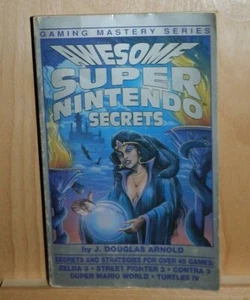 GAMING MASTERY SERIES
AWESOME
SUPER
NINTENDO
SECRETS
by J. DOUGLAS ARNOLD
SECRETS AND STRATEGIES FOR OVER 45 GAMES:
ZELDA 3 • STREET FIGHTER 2 • CONTRA 3
SUPER MARIO WORLD • TURTLES IV